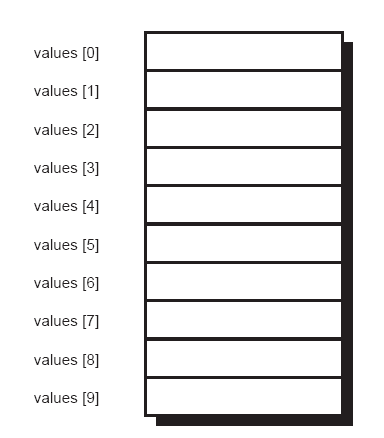 values [0]
values [1]
values [2]
values [3]
values [4]
values [5]
values [6]
values [7]
values [8]
values [9]